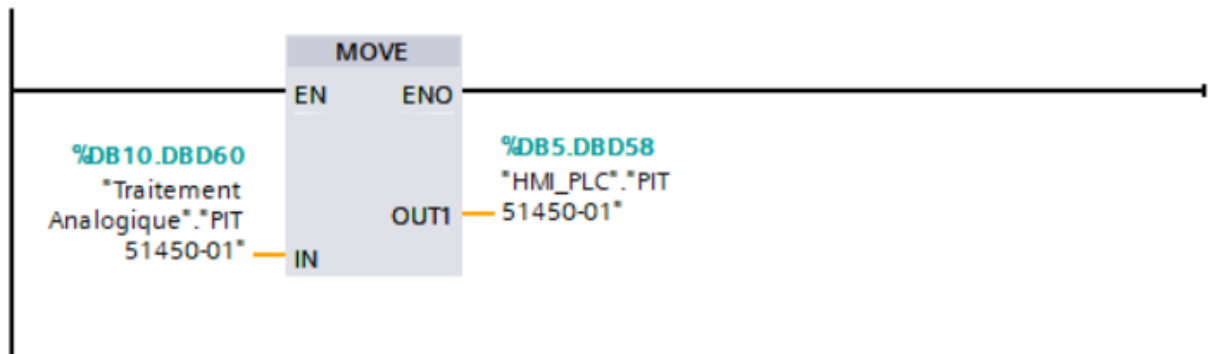 MOVE
EN ENO
%DB10.DBD60
"Traitement
Analogique"."PIT
51450-01"
IN
%DB5.DBD58
"HMI_PLC"."PIT
51450-01"
OUT1